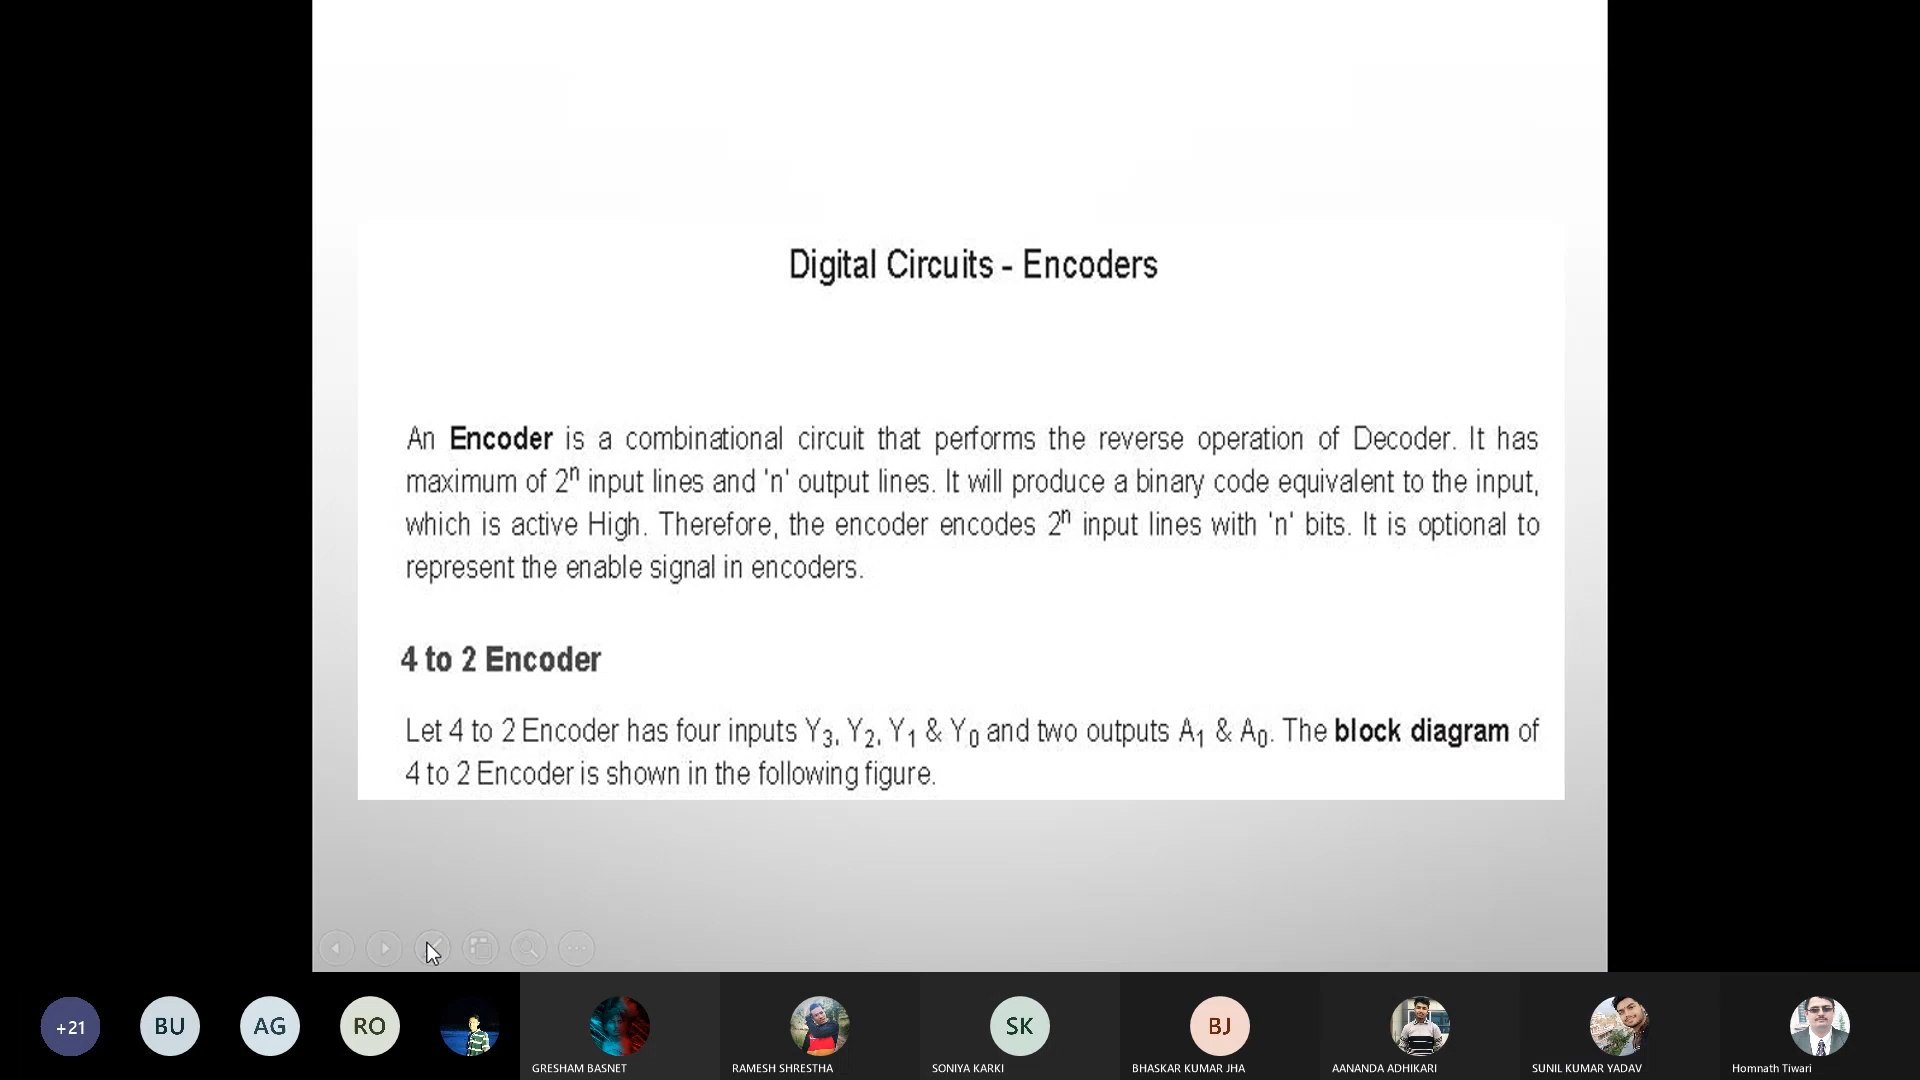 Digital Circuits - Encoders
An Encoder is a combinational circuit that performs the reverse operation of Decoder. It has
maximum of 2ⁿ input lines and 'n' output lines. It will produce a binary code equivalent to the input,
which is active High. Therefore, the encoder encodes 2ⁿ input lines with 'n' bits. It is optional to
represent the enable signal in encoders.
4 to 2 Encoder
Let 4 to 2 Encoder has four inputs Y₃, Y₂, Y₁ & Y₀ and two outputs A₁ & A₀. The block diagram of
4 to 2 Encoder is shown in the following figure.
+21
BU
AG
RO
SK
BJ
GRESHAM BASNET
RAMESH SHRESTHA
SONIYA KARKI
BHASKAR KUMAR JHA
AANANDA ADHIKARI
SUNIL KUMAR YADAV
Homnath Tiwari